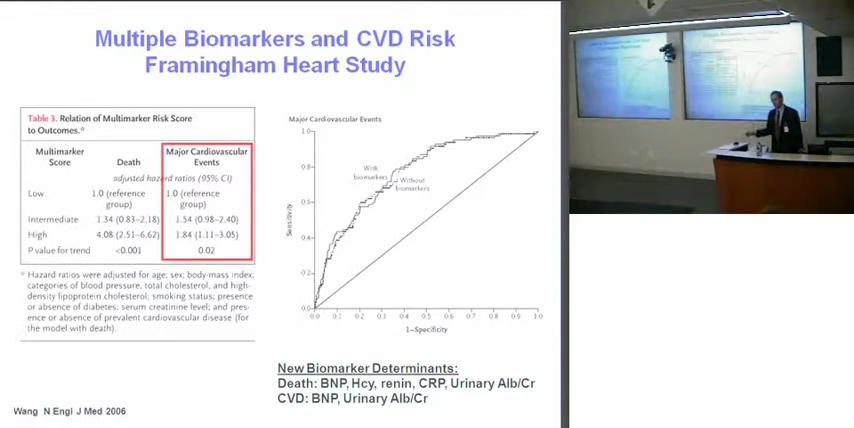 Multiple Biomarkers and CVD Risk
Framingham Heart Study
Table 3. Relation of Multimarker Risk Score
to Outcomes.*
Multimarker Score Death Major Cardiovascular Events
adjusted hazard ratios (95% CI)
Low 1.0 (reference group) 1.0 (reference group)
Intermediate 1.34 (0.83–2.18) 1.54 (0.98–2.40)
High 4.08 (2.51–6.62) 1.84 (1.11–3.05)
P value for trend <0.001 0.02
* Hazard ratios were adjusted for age; sex; body-mass index;
categories of blood pressure, total cholesterol, and high-
density lipoprotein cholesterol; smoking status; presence
or absence of diabetes; serum creatinine level; and pres-
ence or absence of prevalent cardiovascular disease (for
the model with death).
Major Cardiovascular Events
1.0
0.8
0.6
0.4
0.2
0.0
Sensitivity
With
biomarkers
Without
biomarkers
0.0 0.1 0.2 0.3 0.4 0.5 0.6 0.7 0.8 0.9 1.0
1–Specificity
New Biomarker Determinants:
Death: BNP, Hcy, renin, CRP, Urinary Alb/Cr
CVD: BNP, Urinary Alb/Cr
Wang N Engl J Med 2006